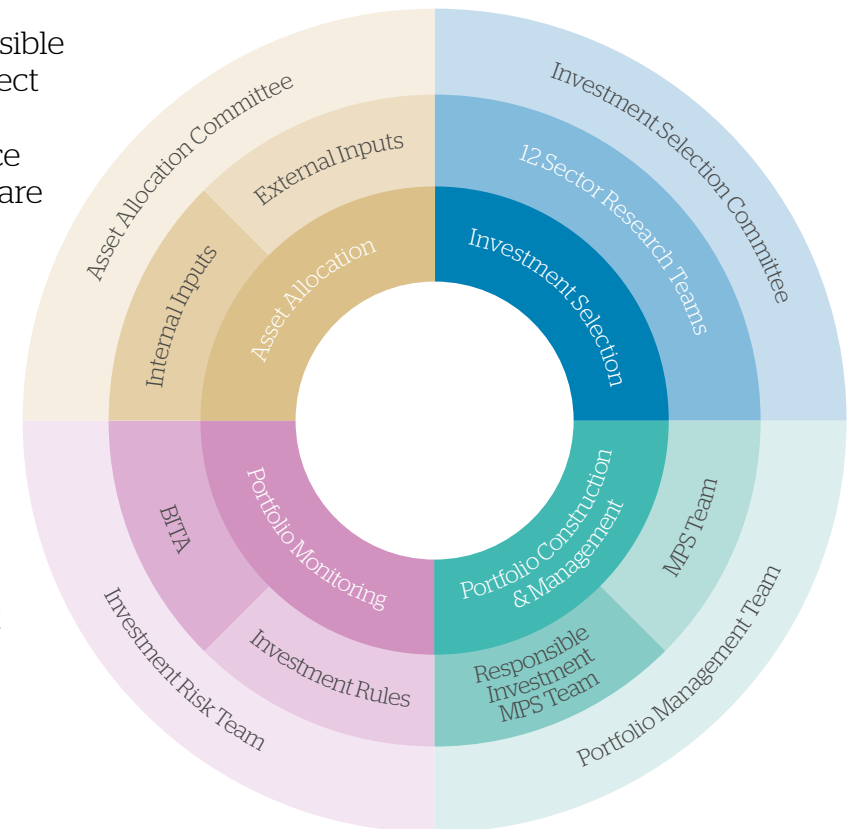 sible
ect
ce
are
Asset Allocation Committee
External Inputs
Internal Inputs
Asset Allocation
Investment Selection Committee
12 Sector Research Teams
Investment Selection
Portfolio Construction
& Management
MPS Team
Responsible
Investment
MPS Team
Portfolio Management Team
Portfolio Monitoring
BITA
Investment Rules
Investment Risk Team